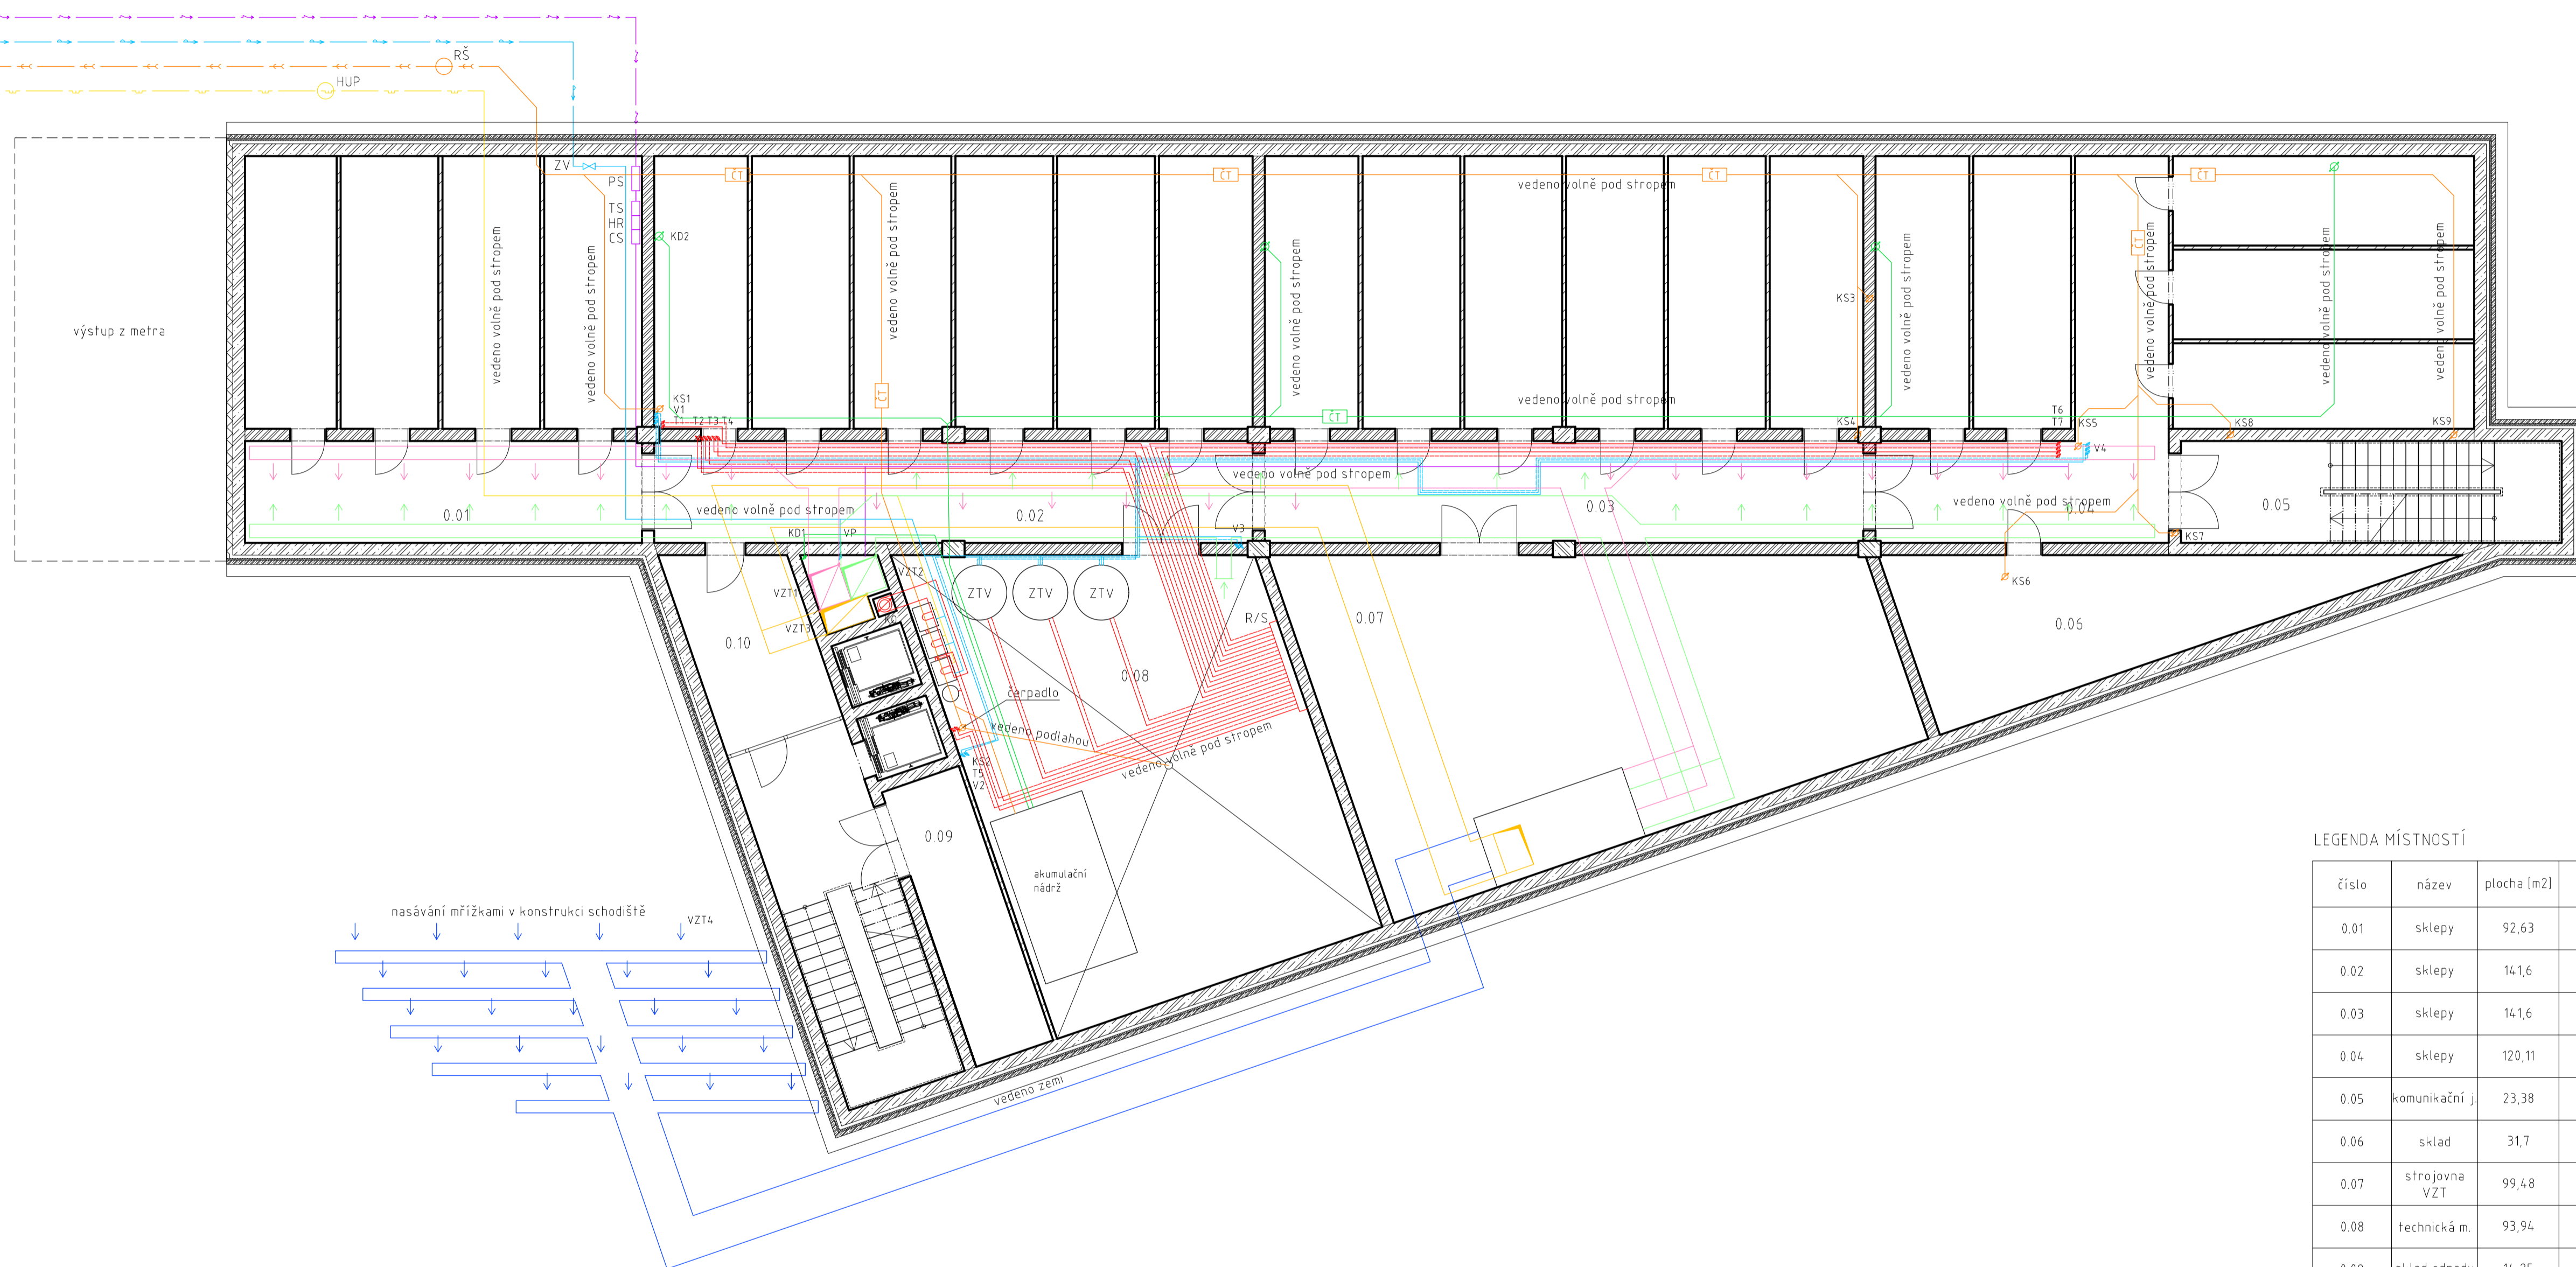 RŠ
HUP
ZV
PS
TS
HR
CS
ČT
ČT
ČT
ČT
vedeno volně pod stropem
KD2
výstup z metra
vedeno volně pod stropem
vedeno volně pod stropem
vedeno volně pod stropem
vedeno volně pod stropem
vedeno volně pod stropem
vedeno volně pod stropem
vedeno volně pod stropem
vedeno volně pod stropem
ČT
ČT
KS3
KS1
V1
T1 T2 T3 T4
ČT
vedeno volně pod stropem
KS4
T6
T7
KS5
KS8
KS9
V4
vedeno volně pod stropem
vedeno volně pod stropem
vedeno volně pod stropem
0.01
0.02
0.03
0.04
0.05
KD1
VP
V3
KS7
VZT2
KS6
VZT1
ZTV
ZTV
ZTV
KO
VZT3
R/S
0.07
0.06
0.10
0.08
čerpadlo
vedeno podlahou
vedeno volně pod stropem
KS2
T5
V2
0.09
akumulační
nádrž
nasávání mřížkami v konstrukci schodiště
VZT4
vedeno zemí
LEGENDA MÍSTNOSTÍ
číslo název plocha [m2]
0.01 sklepy 92,63
0.02 sklepy 141,6
0.03 sklepy 141,6
0.04 sklepy 120,11
0.05 komunikační j. 23,38
0.06 sklad 31,7
0.07 strojovna VZT 99,48
0.08 technická m. 93,94